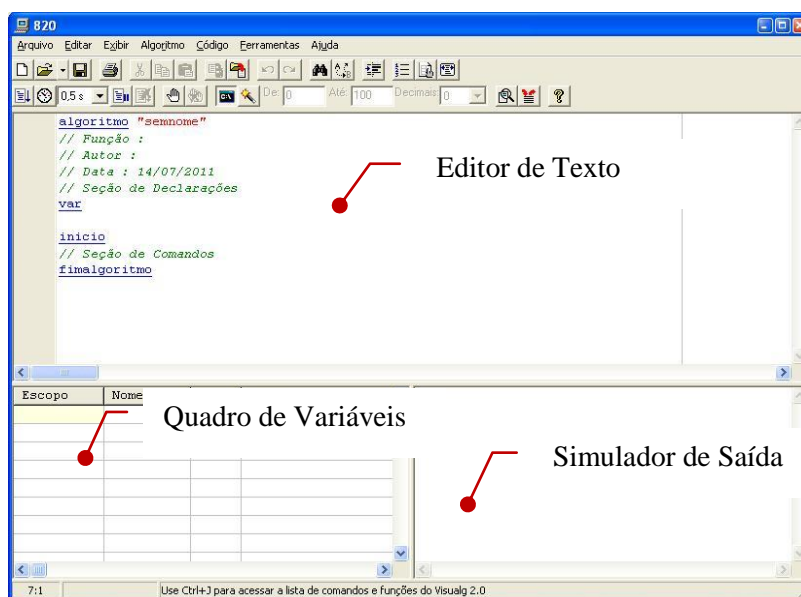 820
Arquivo Editar Exibir Algoritmo Código Ferramentas Ajuda
0,5 s De: 0 Até: 100 Decimais: 0
algoritmo "semnome"
// Função :
// Autor :
// Data : 14/07/2011
// Seção de Declarações
var
inicio
// Seção de Comandos
fimalgoritmo
Editor de Texto
Escopo Nome
Quadro de Variáveis
Simulador de Saída
7:1 Use Ctrl+J para acessar a lista de comandos e funções do Visualg 2.0